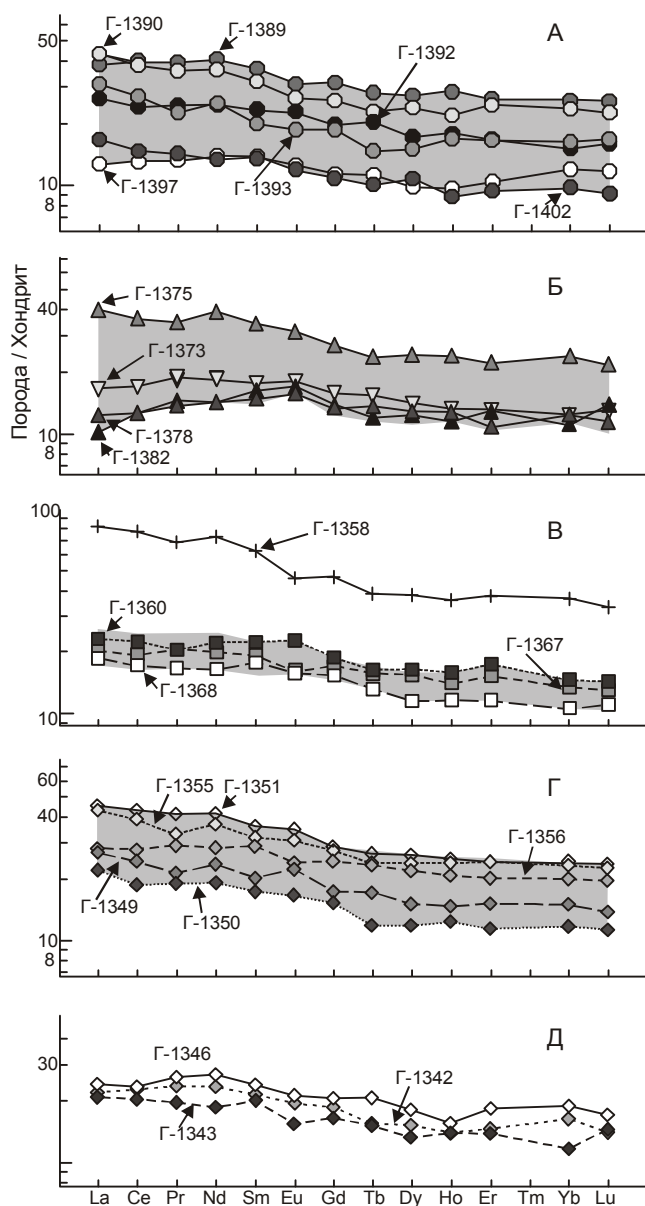 Порода / Хондрит
А
50
10
8
Г-1390
Г-1389
Г-1392
Г-1397
Г-1393
Г-1402
Б
40
10
8
Г-1375
Г-1373
Г-1378
Г-1382
В
100
10
Г-1358
Г-1360
Г-1367
Г-1368
Г
60
40
10
8
Г-1355
Г-1351
Г-1356
Г-1349
Г-1350
Д
30
Г-1346
Г-1342
Г-1343
La Ce Pr Nd Sm Eu Gd Tb Dy Ho Er Tm Yb Lu